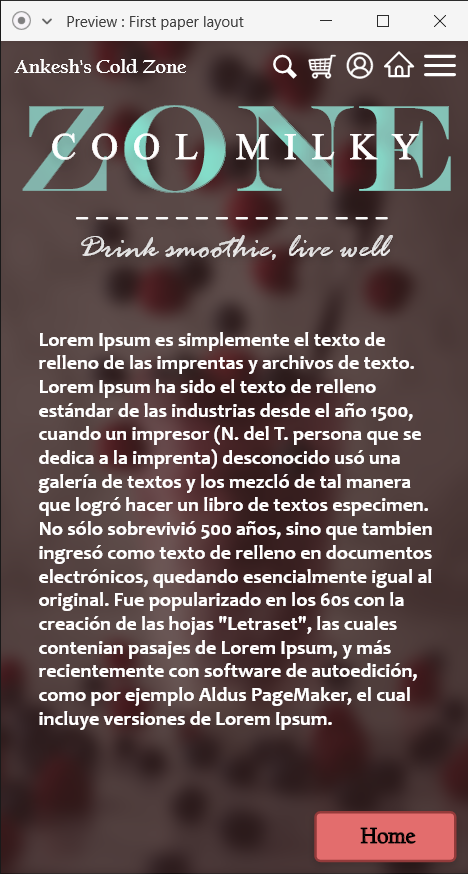 Preview : First paper layout
Ankesh's Cold Zone
ZONE
COOL MILKY
Drink smoothie, live well
Lorem Ipsum es simplemente el texto de
relleno de las imprentas y archivos de texto.
Lorem Ipsum ha sido el texto de relleno
estándar de las industrias desde el año 1500,
cuando un impresor (N. del T. persona que se
dedica a la imprenta) desconocido usó una
galería de textos y los mezcló de tal manera
que logró hacer un libro de textos especimen.
No sólo sobrevivió 500 años, sino que tambien
ingresó como texto de relleno en documentos
electrónicos, quedando esencialmente igual al
original. Fue popularizado en los 60s con la
creación de las hojas "Letraset", las cuales
contenian pasajes de Lorem Ipsum, y más
recientemente con software de autoedición,
como por ejemplo Aldus PageMaker, el cual
incluye versiones de Lorem Ipsum.
Home